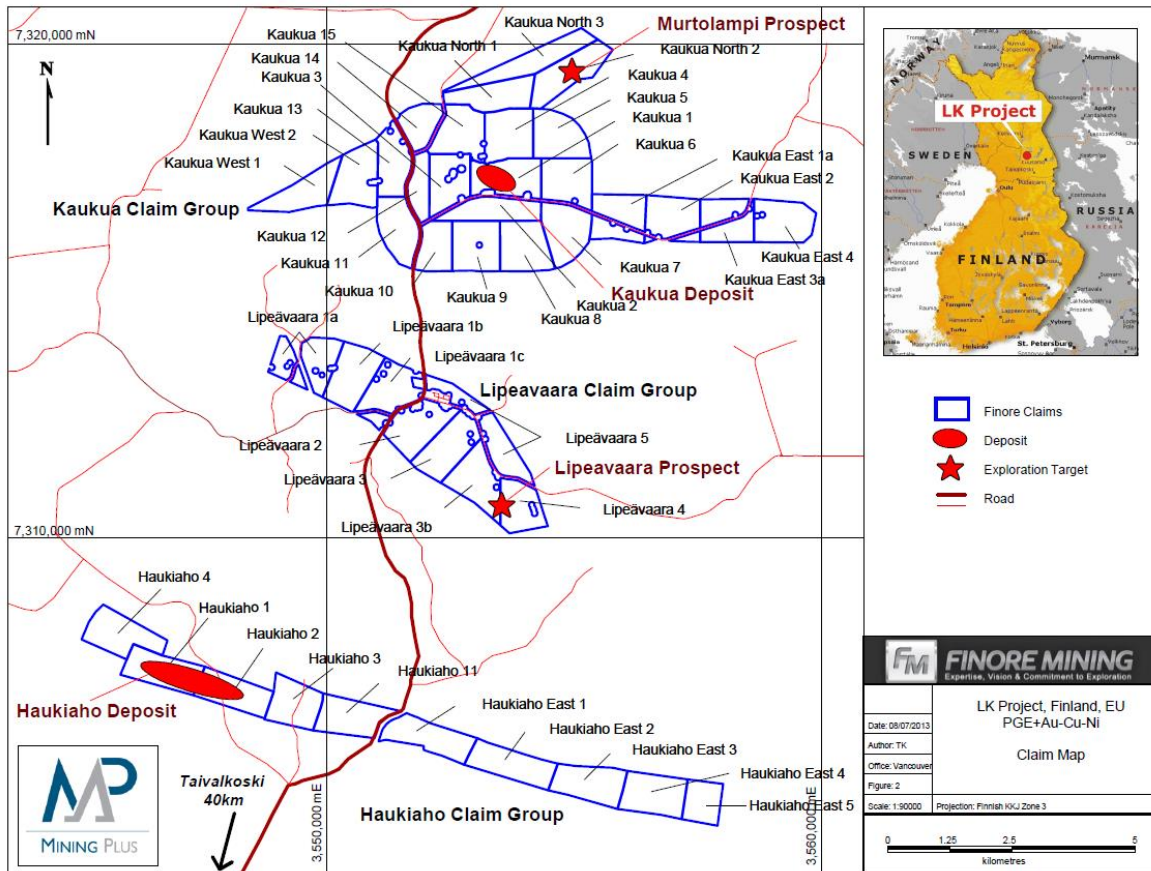 7,320,000 mN
N
Kaukua North 3
Murtolampi Prospect
Kaukua 15
Kaukua North 1
Kaukua North 2
Kaukua 14
Kaukua 4
Kaukua 3
Kaukua 5
Kaukua 13
Kaukua 1
Kaukua West 2
Kaukua 6
Kaukua West 1
Kaukua East 1a
Kaukua East 2
Kaukua Claim Group
Kaukua 12
Kaukua East 4
Kaukua 11
Kaukua 7
Kaukua East 3a
Kaukua 10
Kaukua 9
Kaukua Deposit
Kaukua 2
Kaukua 8
Lipeävaara 1a
Lipeävaara 1b
Lipeävaara 1c
Lipeavaara Claim Group
Lipeävaara 2
Lipeävaara 5
Lipeävaara 3
Lipeavaara Prospect
Lipeävaara 4
Lipeävaara 3b
7,310,000 mN
Haukiaho 4
Haukiaho 1
Haukiaho 2
Haukiaho 3
Haukiaho 11
Haukiaho Deposit
Haukiaho East 1
Haukiaho East 2
Haukiaho East 3
Haukiaho East 4
Haukiaho East 5
Haukiaho Claim Group
Taivalkoski
40km
3,550,000 mE
3,560,000 mE
MP
MINING PLUS
NORWAY
Murmansk
LK Project
SWEDEN
Oulu
RUSSIA
FINLAND
Tampere
Turku
Helsinki
Vyborg
St. Petersburg
Finore Claims
Deposit
Exploration Target
Road
FM FINORE MINING
Expertise, Vision & Commitment to Exploration
LK Project, Finland, EU
PGE+Au-Cu-Ni
Claim Map
Date: 08/07/2013
Author: TK
Office: Vancouver
Figure: 2
Scale: 1:90000
Projection: Finnish KKJ Zone 3
0 1.25 2.5 5
kilometres